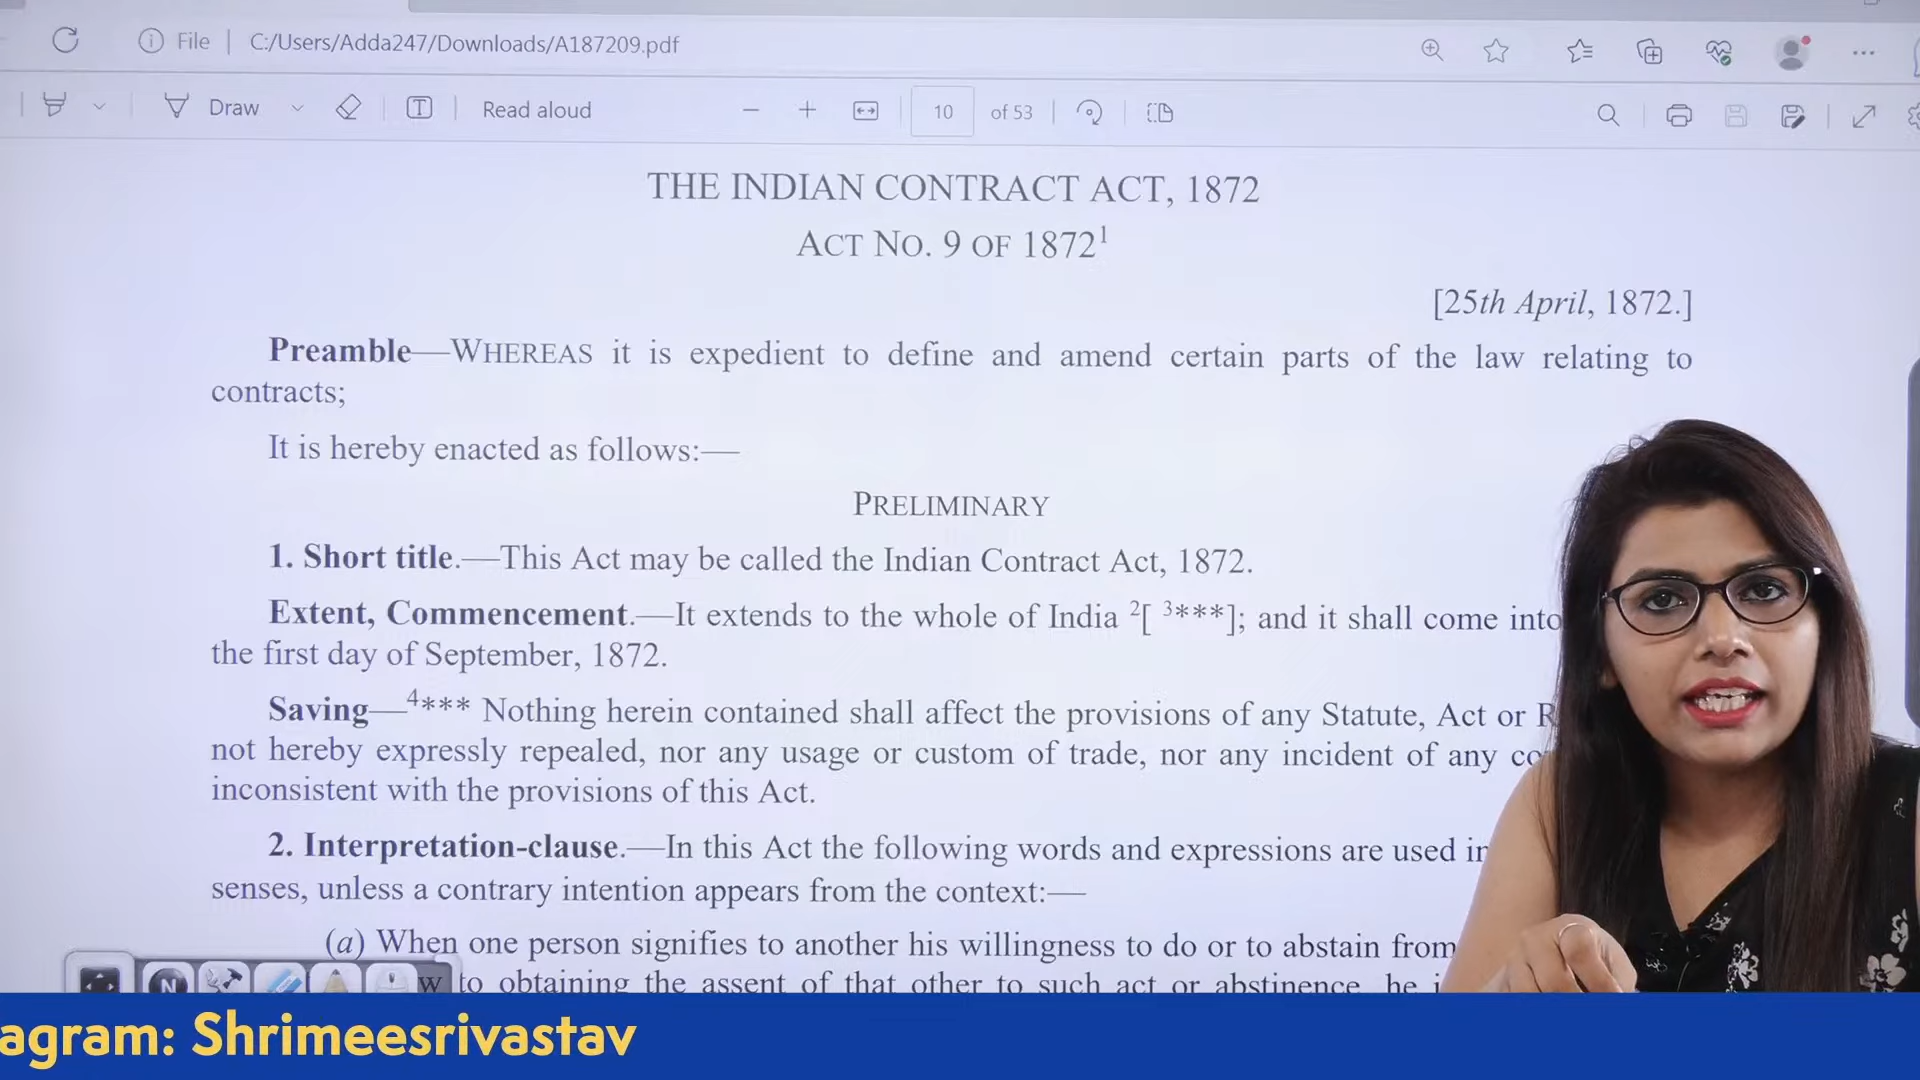 File | C:/Users/Adda247/Downloads/A187209.pdf
Draw Read aloud 10 of 53
THE INDIAN CONTRACT ACT, 1872
ACT NO. 9 OF 1872¹
[25th April, 1872.]
Preamble—WHEREAS it is expedient to define and amend certain parts of the law relating to
contracts;
It is hereby enacted as follows:—
PRELIMINARY
1. Short title.—This Act may be called the Indian Contract Act, 1872.
Extent, Commencement.—It extends to the whole of India ²[ ³***]; and it shall come into
the first day of September, 1872.
Saving—⁴*** Nothing herein contained shall affect the provisions of any Statute, Act or R
not hereby expressly repealed, nor any usage or custom of trade, nor any incident of any co
inconsistent with the provisions of this Act.
2. Interpretation-clause.—In this Act the following words and expressions are used in
senses, unless a contrary intention appears from the context:—
(a) When one person signifies to another his willingness to do or to abstain from
w to obtaining the assent of that other to such act or abstinence, he i
agram: Shrimeesrivastav